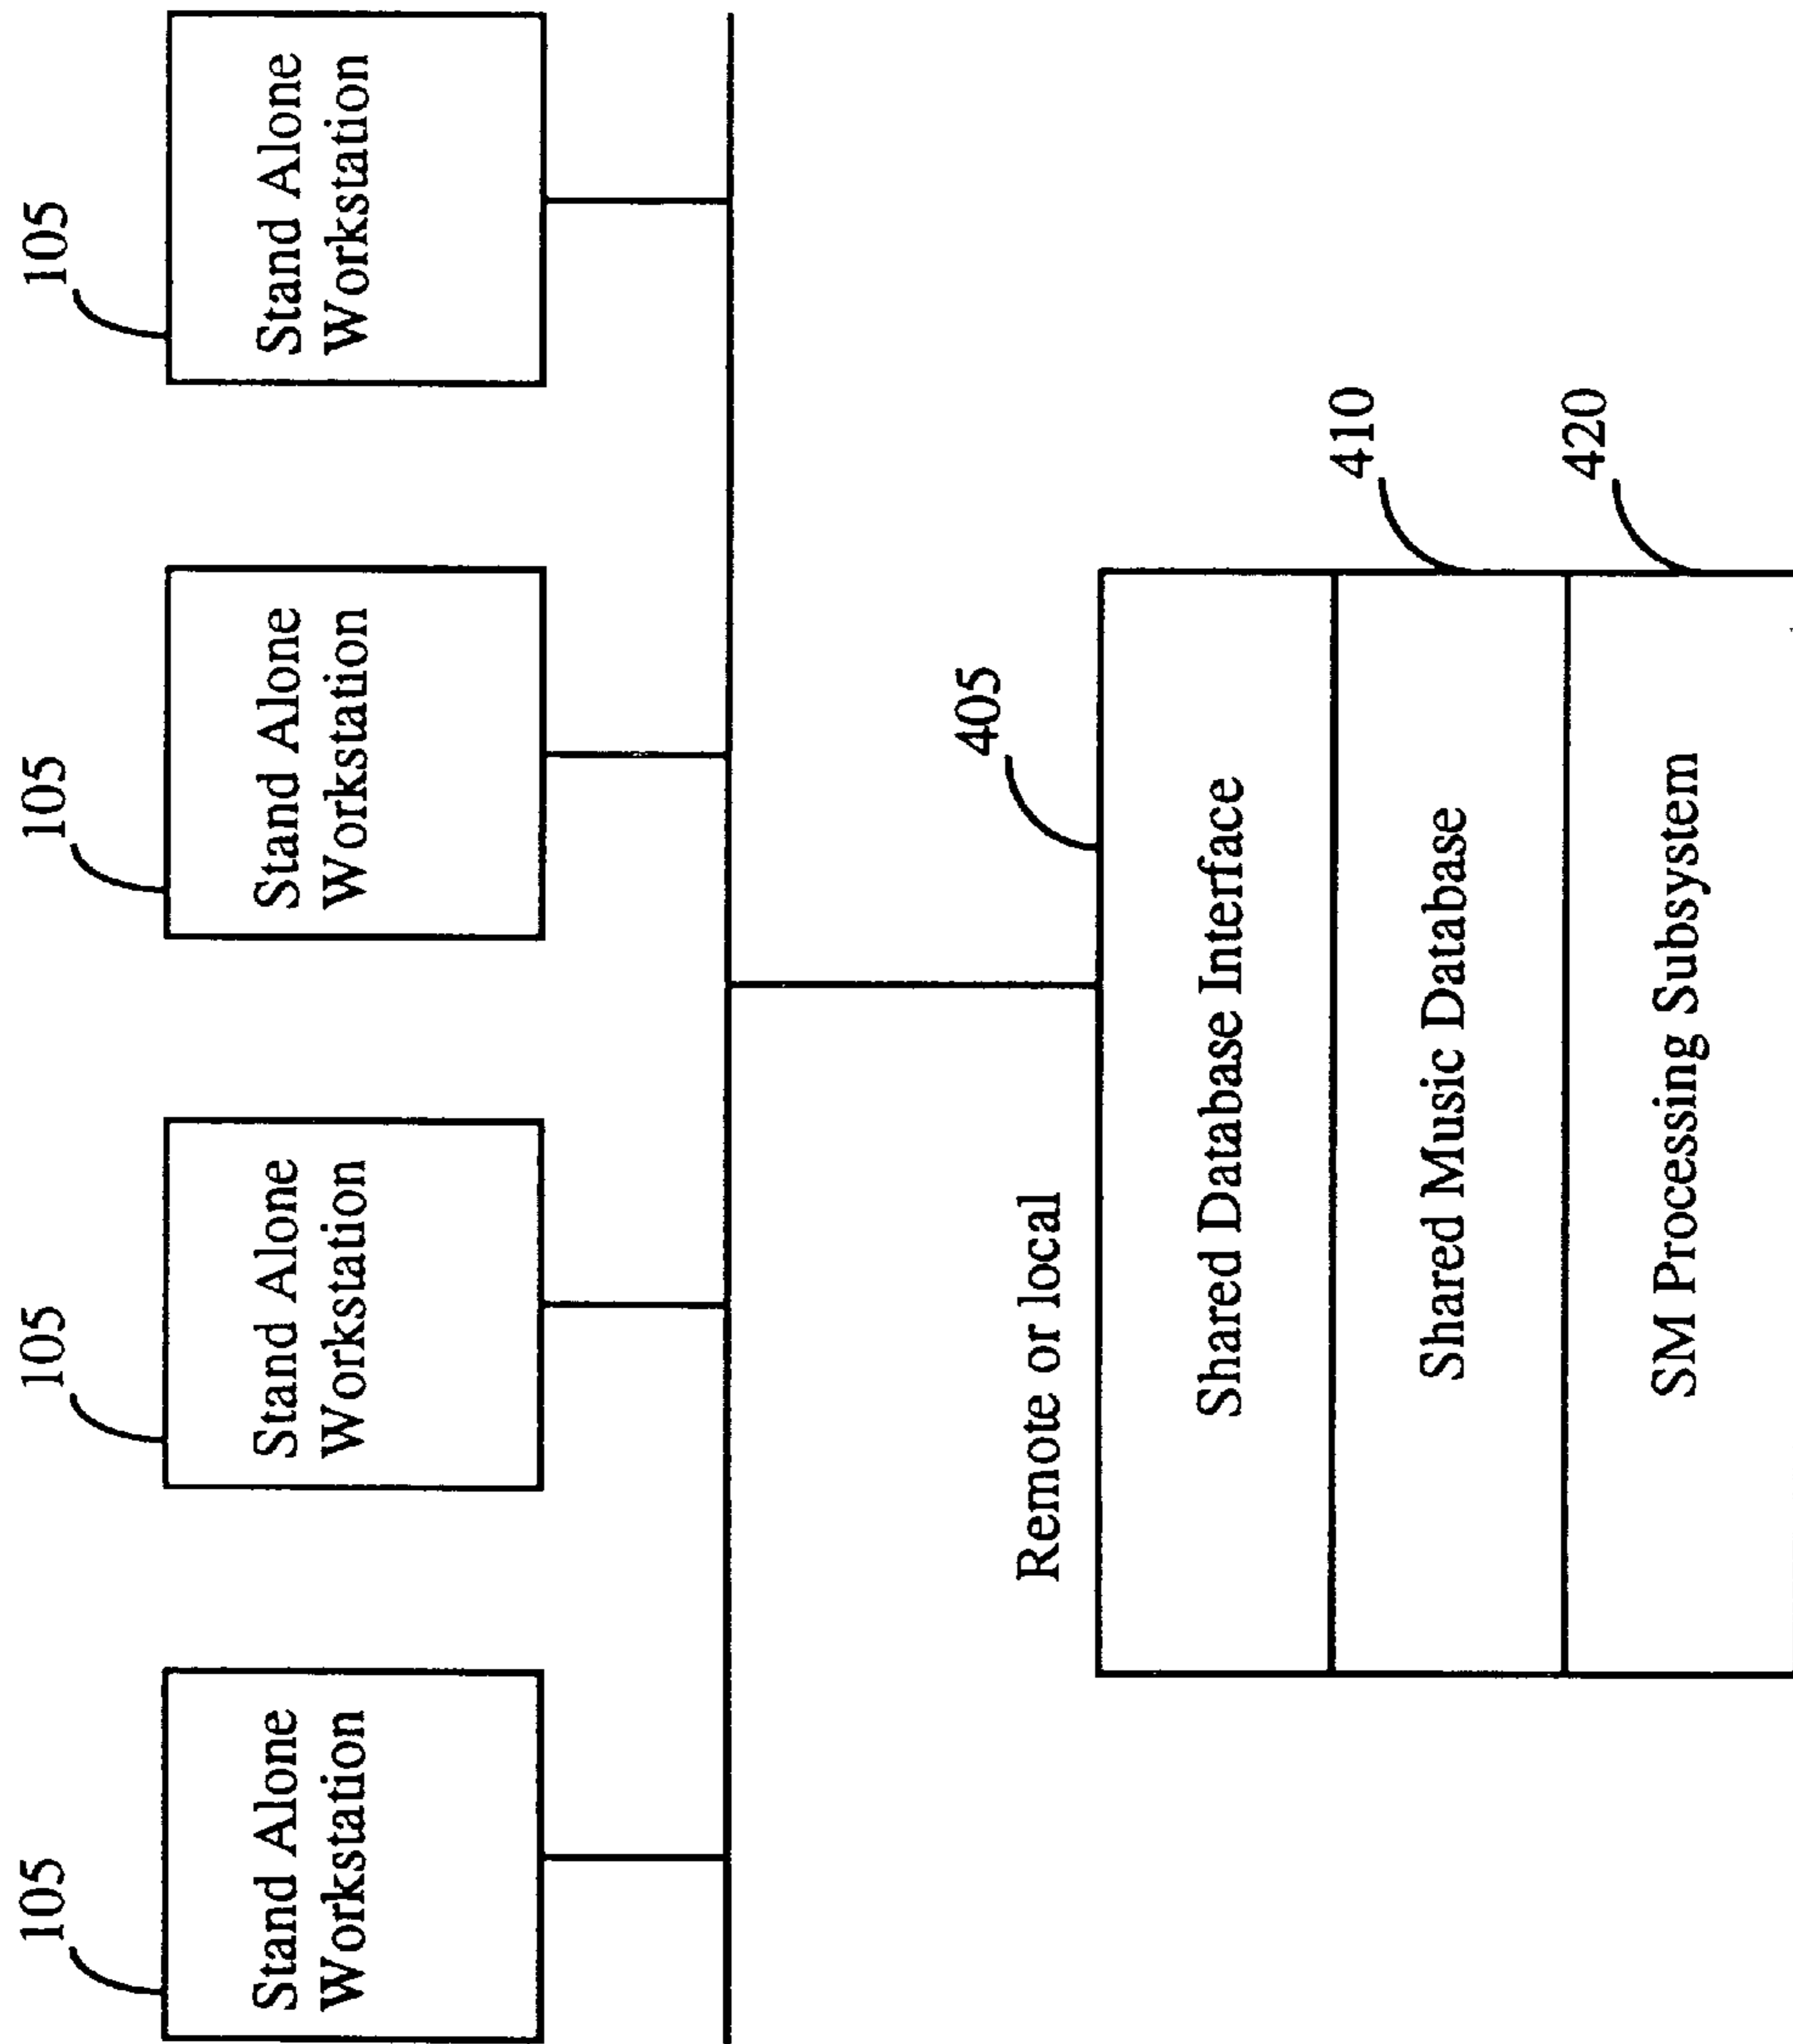 105
105
105
105
Stand Alone
Workstation
Stand Alone
Workstation
Stand Alone
Workstation
Stand Alone
Workstation
Remote or local
405
Shared Database Interface
410
Shared Music Database
420
SM Processing Subsystem